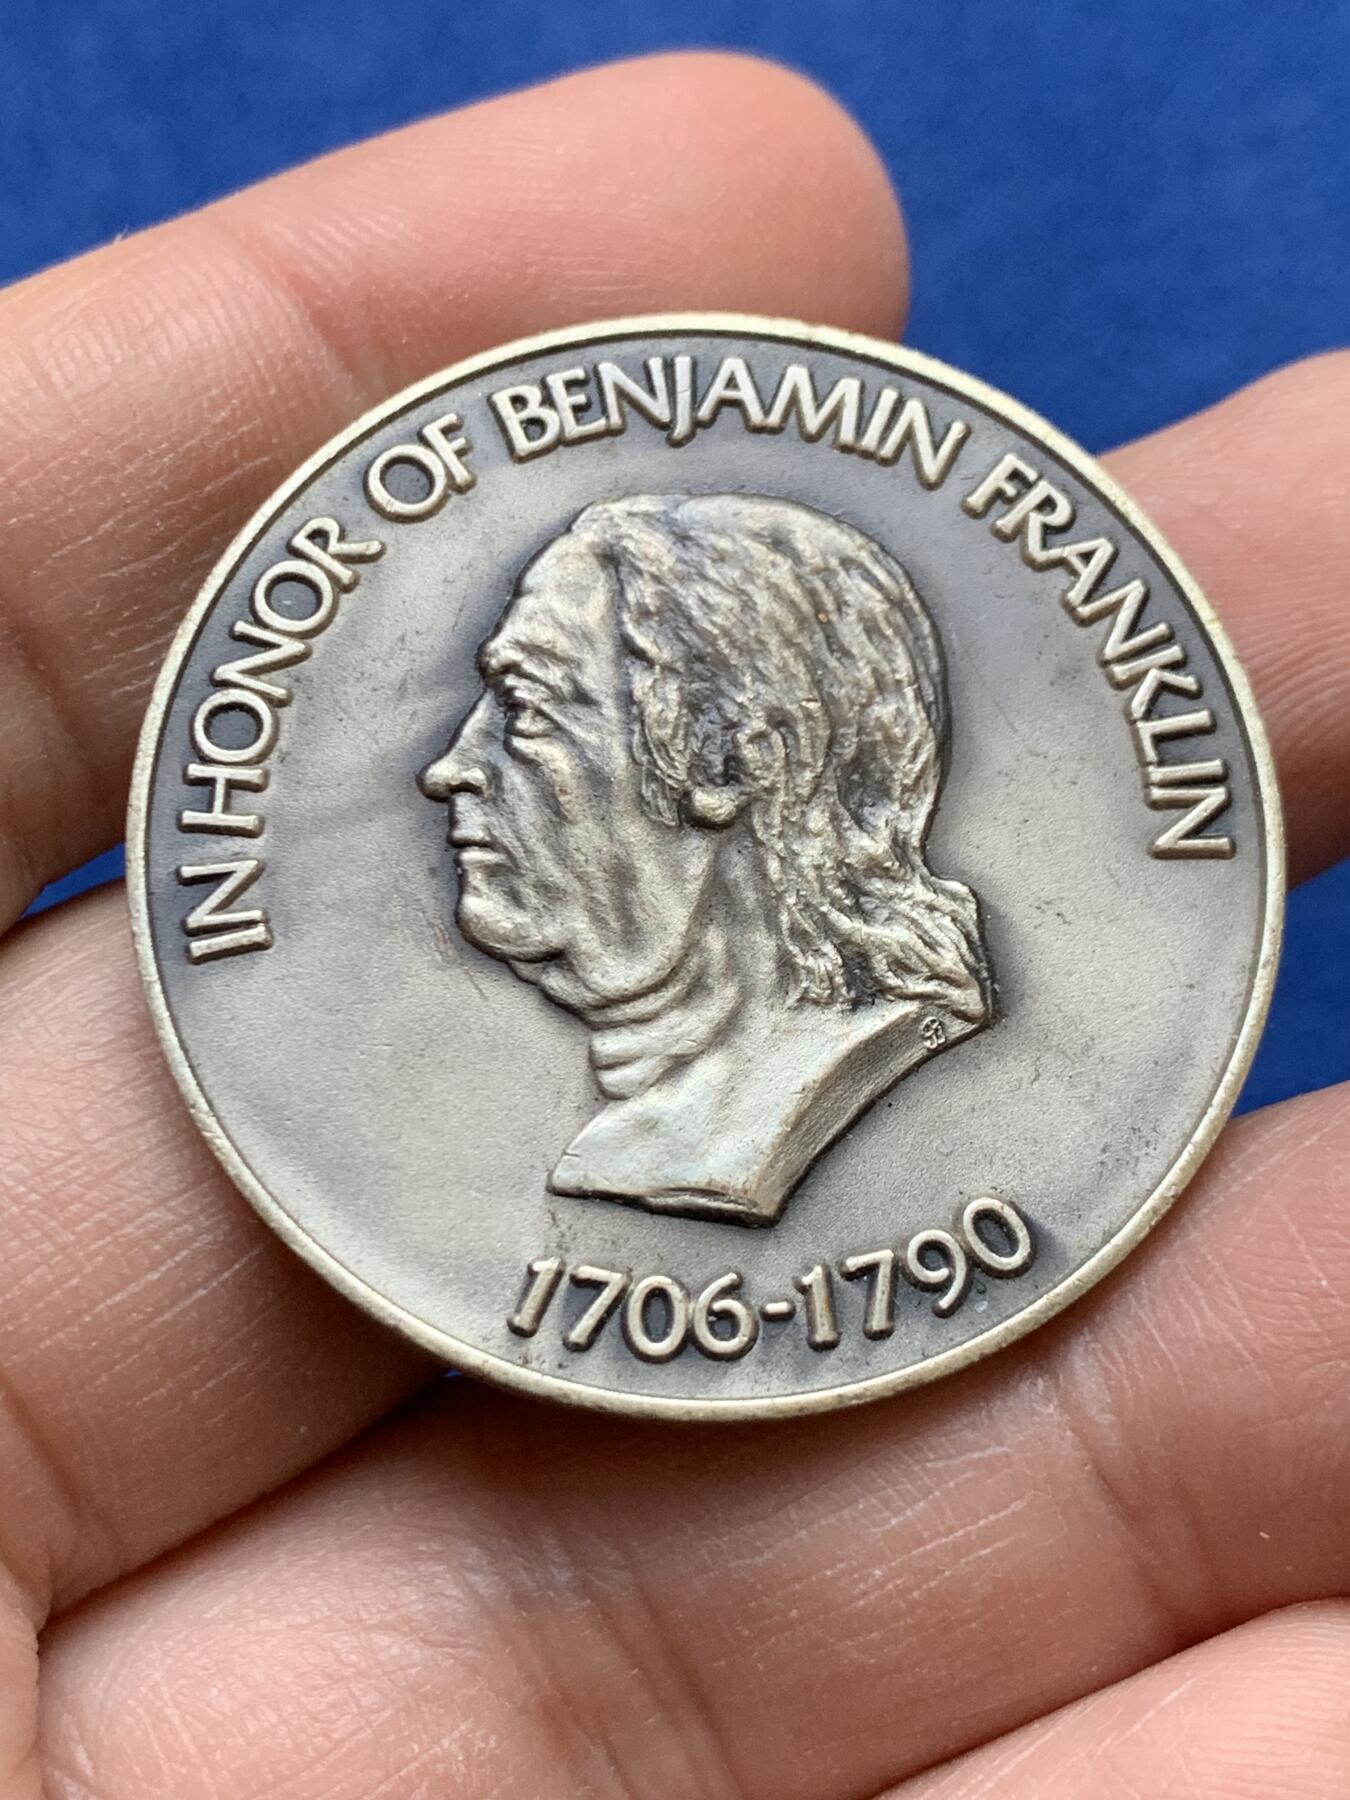 IN HONOR OF BENJAMIN FRANKLIN
1706-1790